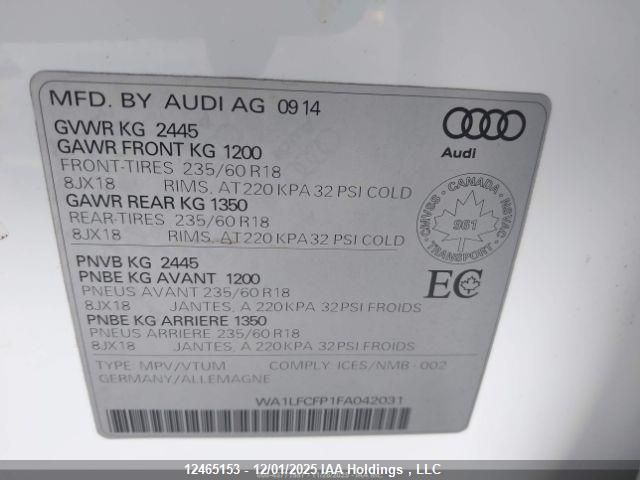 MFD. BY AUDI AG 09 14
GVWR KG 2445
GAWR FRONT KG 1200
FRONT-TIRES 235/60 R18
8JX18 RIMS, AT 220 KPA 32 PSI COLD
GAWR REAR KG 1350
REAR-TIRES 235/60 R18
8JX18 RIMS, AT 220 KPA 32 PSI COLD
Audi
CANADA
CMVSS - NSVAC
981
TRANSPORT
PNVB KG 2445
PNBE KG AVANT 1200
PNEUS AVANT 235/60 R18
8JX18 JANTES, A 220 KPA 32PSI FROIDS
PNBE KG ARRIERE 1350
PNEUS ARRIERE 235/60 R18
8JX18 JANTES, A 220KPA 32 PSI FROIDS
EC
TYPE: MPV/VTUM COMPLY: ICES/NMB - 002
GERMANY/ALLEMAGNE
WA1LFCFP1FA042031
12465153 - 12/01/2025 IAA Holdings , LLC